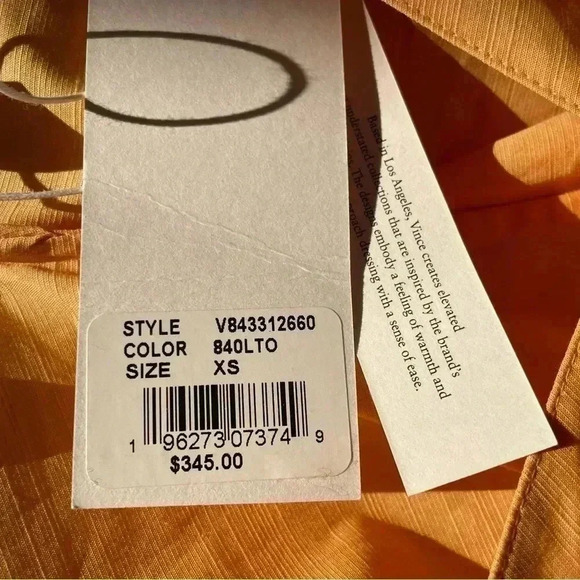 STYLE V843312660
COLOR 840LTO
SIZE XS
1 96273 07374 9
$345.00
Based in Los Angeles, Vince creates elevated
understated collections that are inspired by the brand's
The designs embody a feeling of warmth and
approach dressing with a sense of ease.